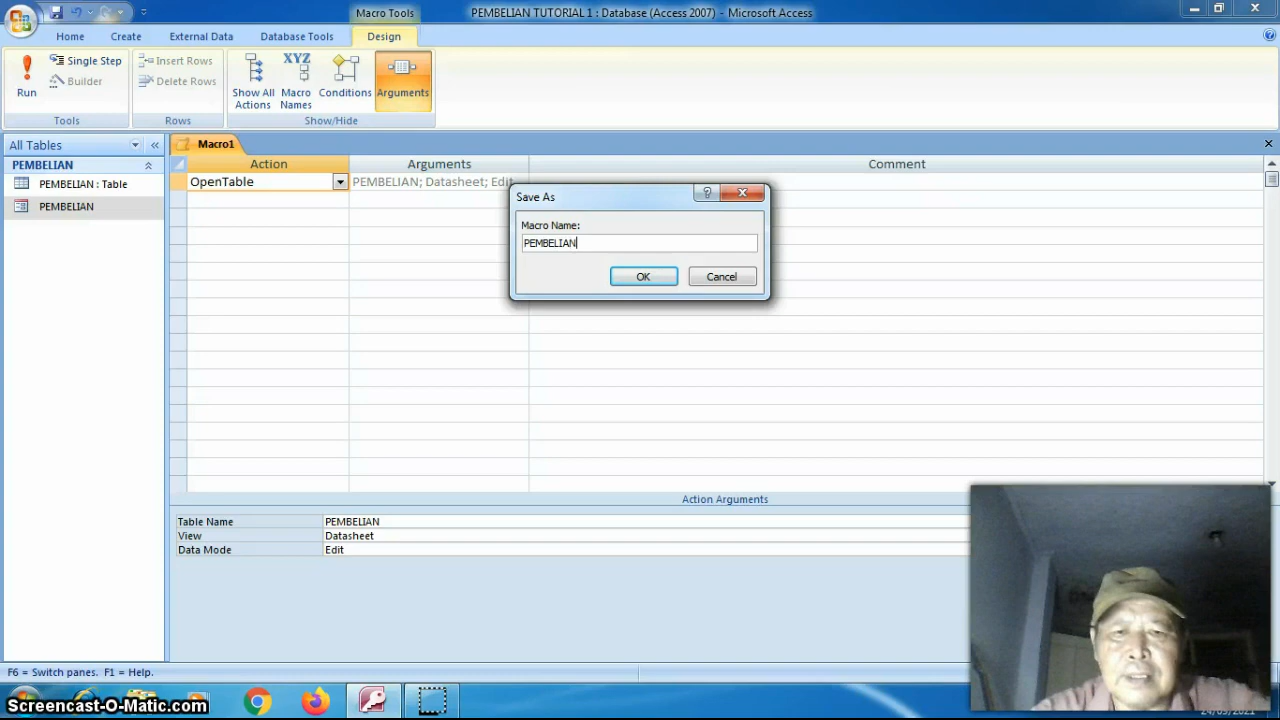 Macro Tools
PEMBELIAN TUTORIAL 1 : Database (Access 2007) - Microsoft Access
Home
Create
External Data
Database Tools
Design
Run
Single Step
Builder
Tools
Insert Rows
Delete Rows
Rows
Show All
Actions
XYZ
Macro
Names
Conditions
Arguments
Show/Hide
All Tables
PEMBELIAN
PEMBELIAN : Table
PEMBELIAN
Macro1
Action
Arguments
Comment
OpenTable
PEMBELIAN; Datasheet; Edit
Save As
Macro Name:
PEMBELIAN
OK
Cancel
Action Arguments
Table Name
PEMBELIAN
View
Datasheet
Data Mode
Edit
F6 = Switch panes. F1 = Help.
Screencast-O-Matic.com